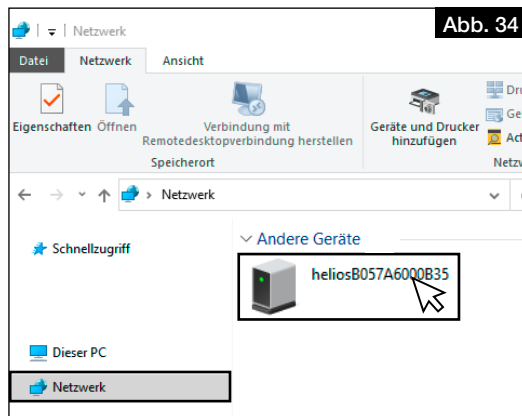 Abb. 34
Netzwerk
Datei Netzwerk Ansicht
Eigenschaften Öffnen Verbindung mit Remotedesktopverbindung herstellen Geräte und Drucker hinzufügen
Speicherort
Netzwerk
Schnellzugriff
Andere Geräte
heliosB057A6000B35
Dieser PC
Netzwerk